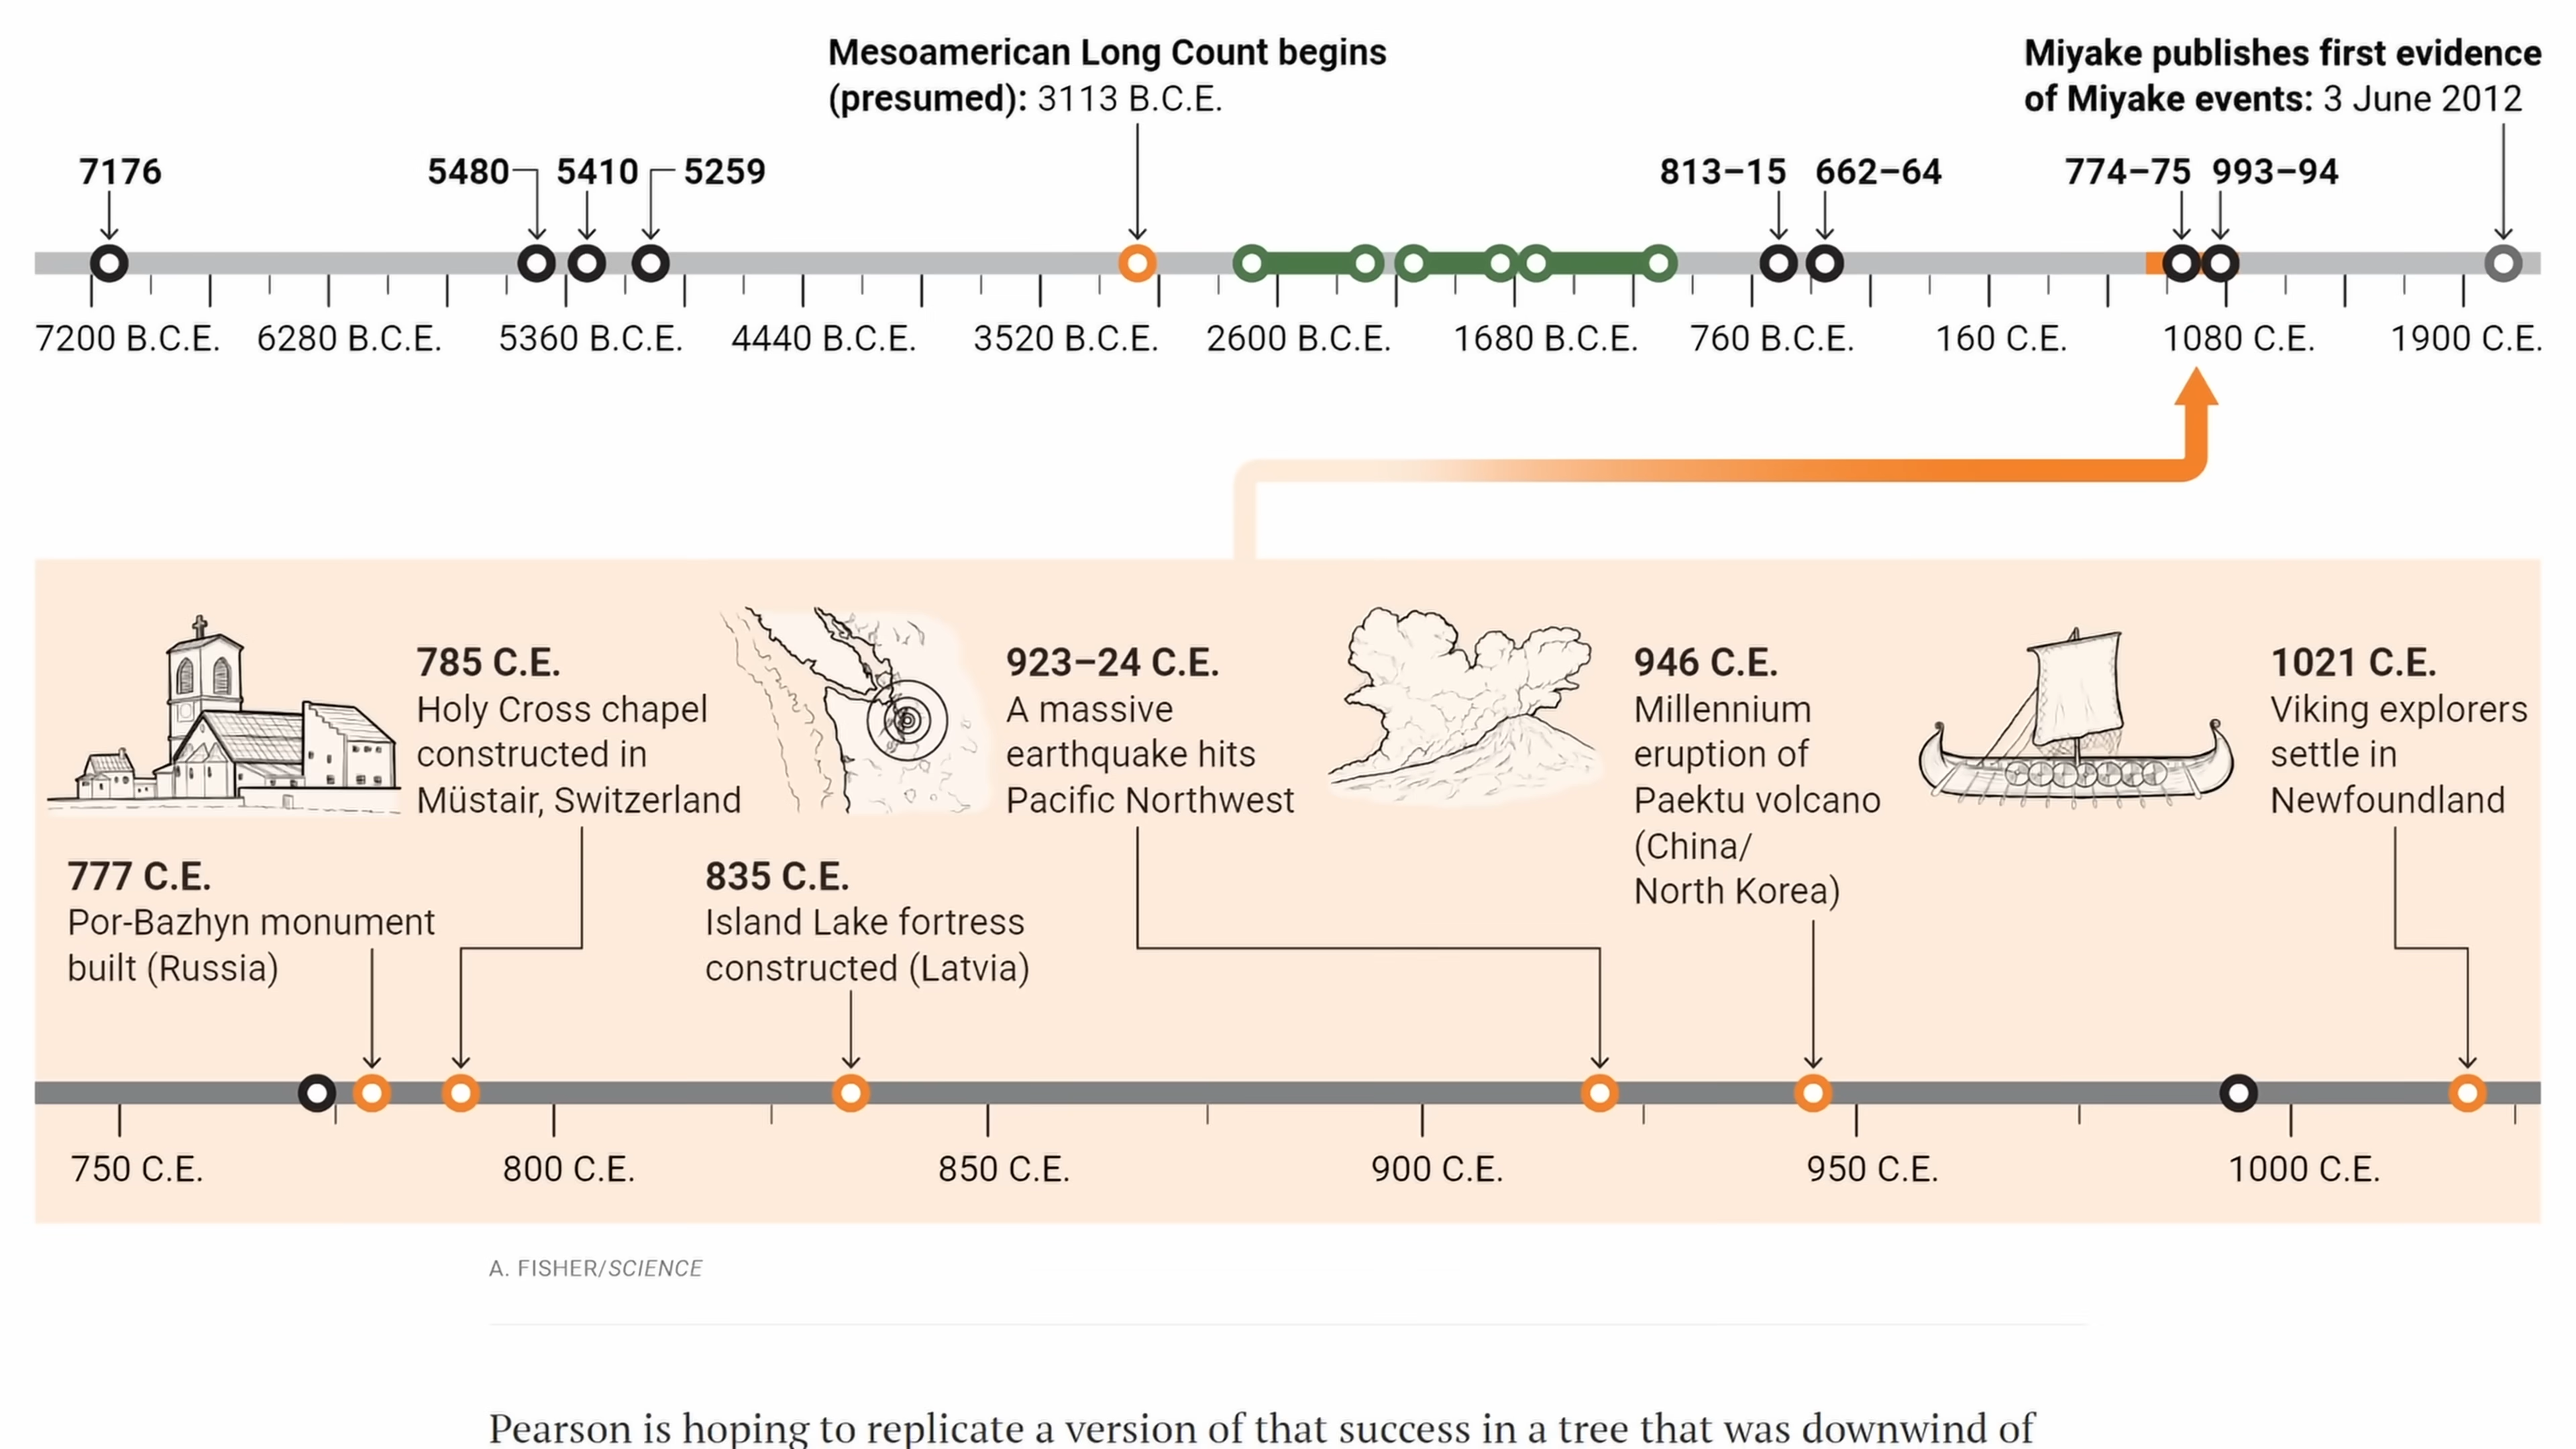 Mesoamerican Long Count begins
(presumed): 3113 B.C.E.
Miyake publishes first evidence
of Miyake events: 3 June 2012
7176
5480
5410
5259
813–15
662–64
774–75
993–94
7200 B.C.E.
6280 B.C.E.
5360 B.C.E.
4440 B.C.E.
3520 B.C.E.
2600 B.C.E.
1680 B.C.E.
760 B.C.E.
160 C.E.
1080 C.E.
1900 C.E.
785 C.E.
Holy Cross chapel
constructed in
Müstair, Switzerland
923–24 C.E.
A massive
earthquake hits
Pacific Northwest
946 C.E.
Millennium
eruption of
Paektu volcano
(China/
North Korea)
1021 C.E.
Viking explorers
settle in
Newfoundland
777 C.E.
Por-Bazhyn monument
built (Russia)
835 C.E.
Island Lake fortress
constructed (Latvia)
750 C.E.
800 C.E.
850 C.E.
900 C.E.
950 C.E.
1000 C.E.
A. FISHER/SCIENCE
Pearson is hoping to replicate a version of that success in a tree that was downwind of